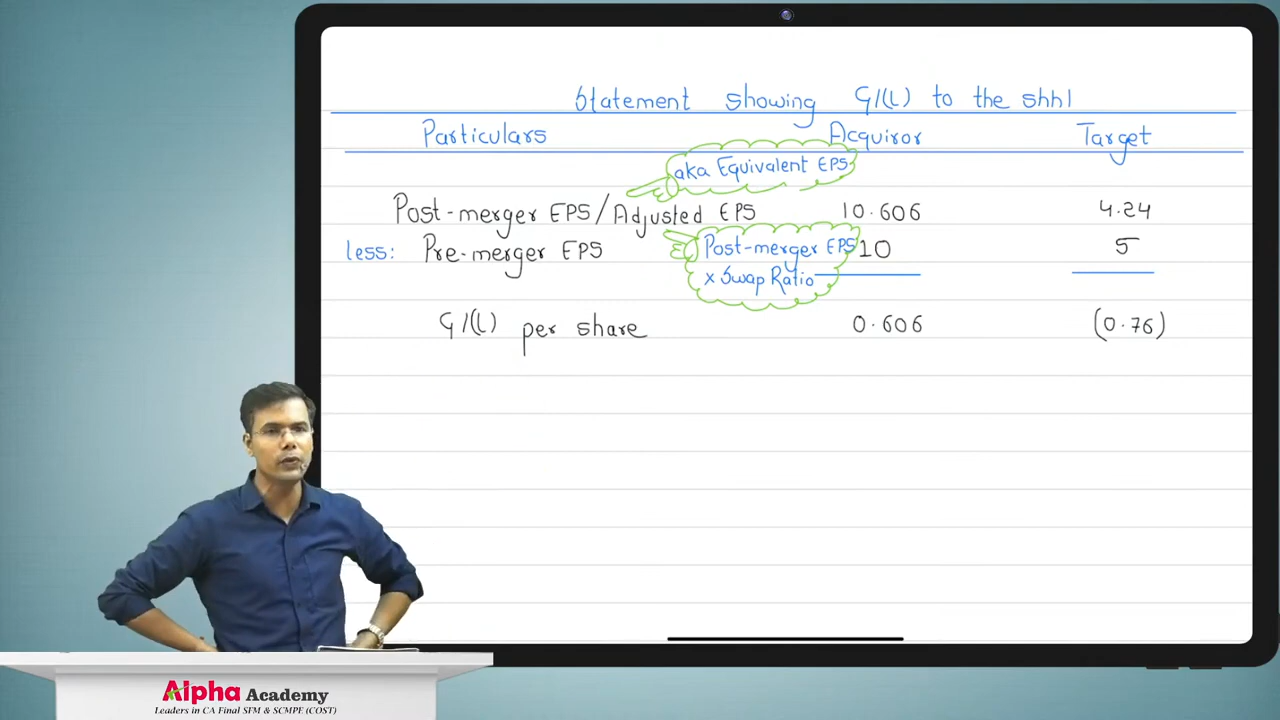 Statement showing G/(L) to the shhl
Particulars Acquiror Target
aka Equivalent EPS
Post-merger EPS/Adjusted EPS 10.606 4.24
less: Pre-merger EPS 10 5
Post-merger EPS
x Swap Ratio
G/(L) per share 0.606 (0.76)
Alpha Academy
Leaders in CA Final SFM & SCMPE (COST)